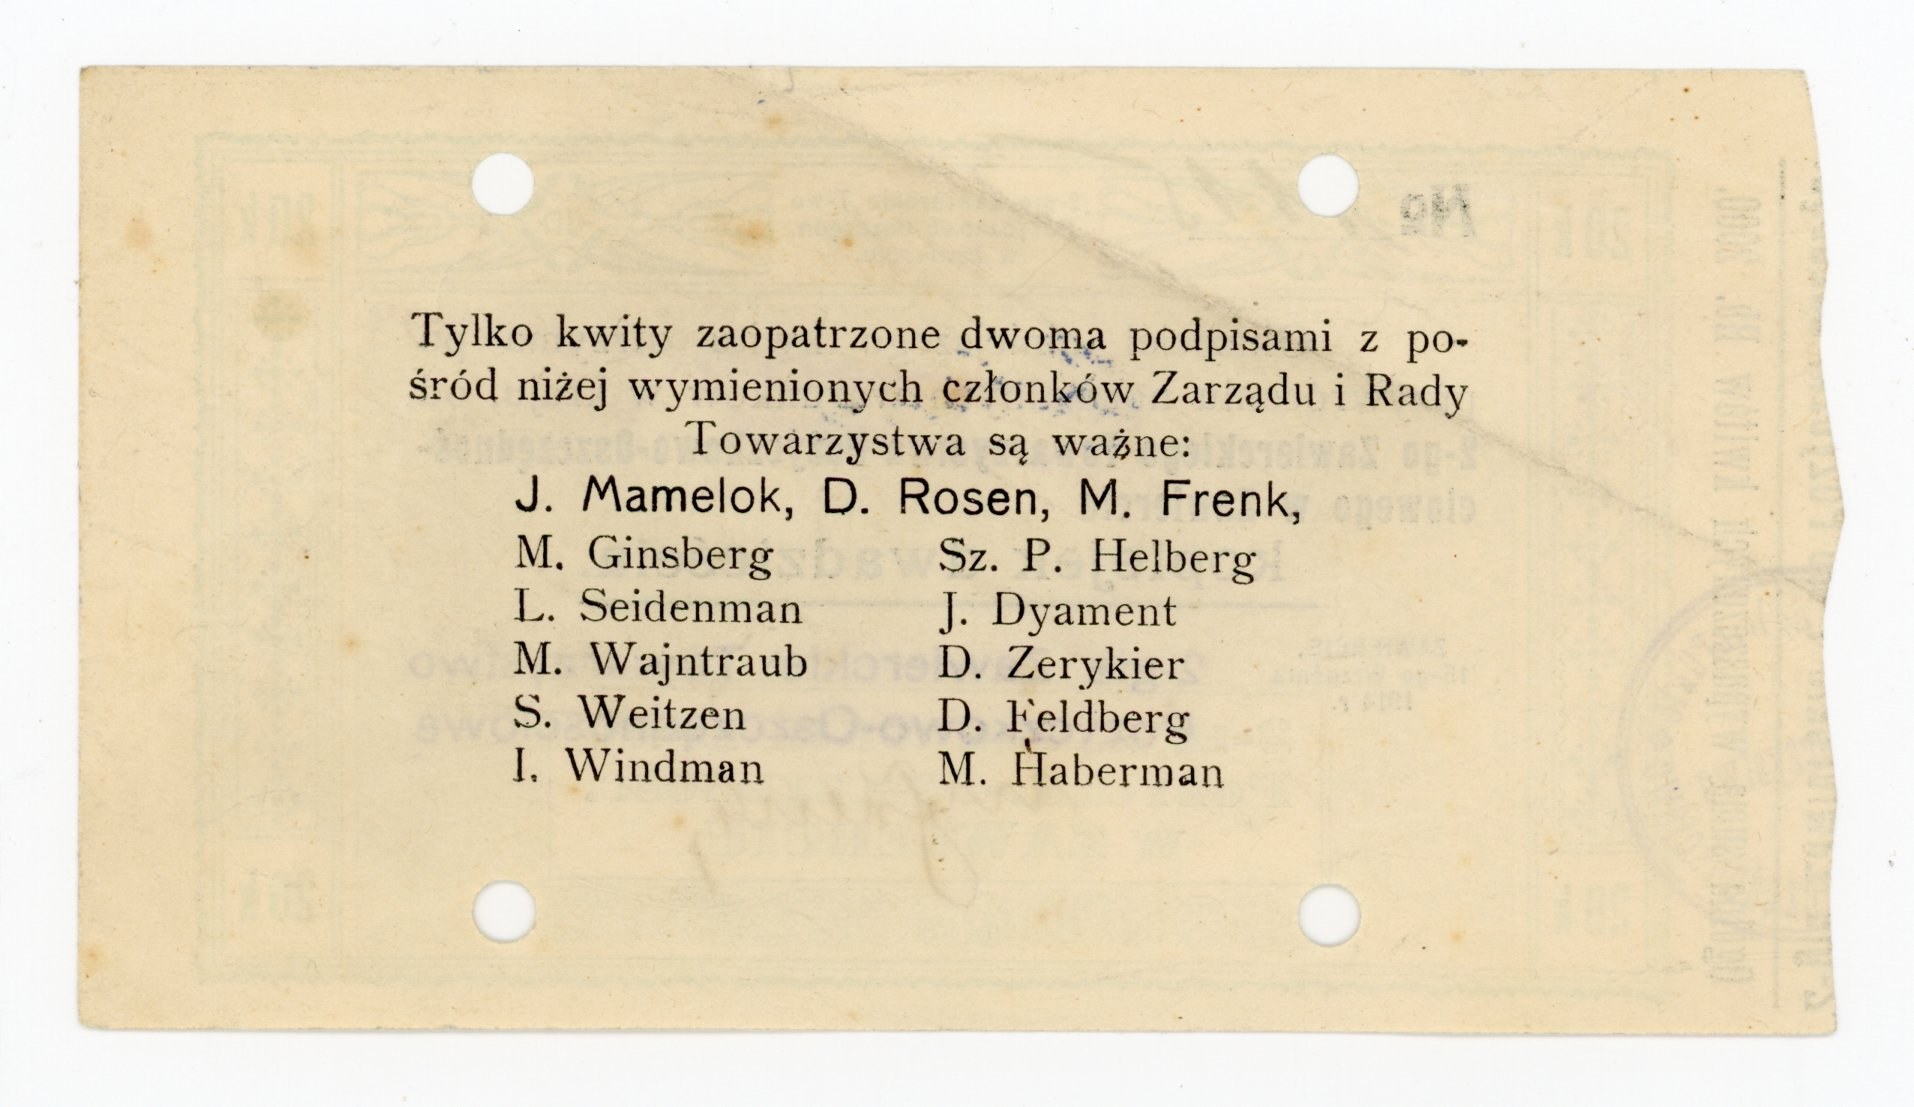 Tylko kwity zaopatrzone dwoma podpisami z po-
śród niżej wymienionych członków Zarządu i Rady
Towarzystwa są ważne:
J. Mamelok, D. Rosen, M. Frenk,
M. Ginsberg Sz. P. Helberg
L. Seidenman J. Dyament
M. Wajntraub D. Zerykier
S. Weitzen D. Feldberg
I. Windman M. Haberman